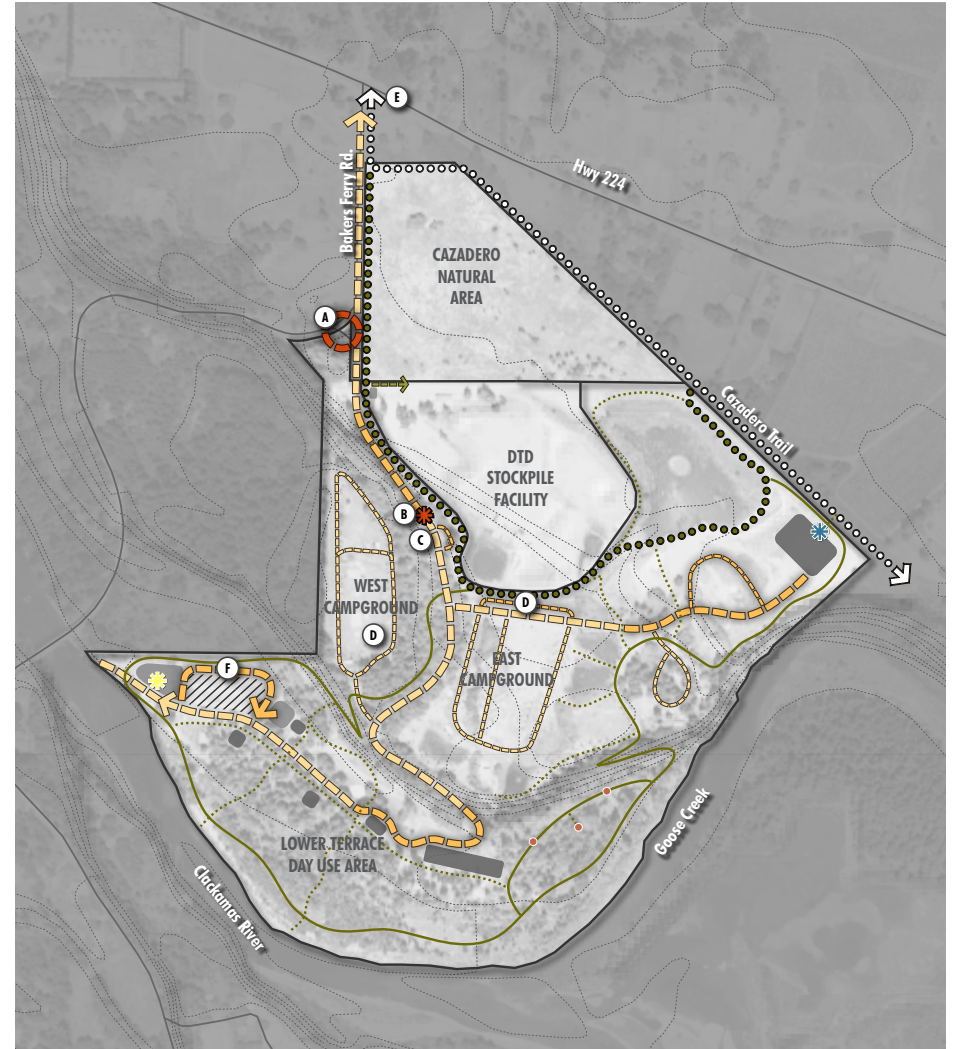 E
Hwy 224
Bakers Ferry Rd.
CAZADERO
NATURAL
AREA
A
Cazadero Trail
DTD
STOCKPILE
FACILITY
B
C
WEST
CAMPGROUND
D
D
EAST
CAMPGROUND
F
LOWER TERRACE
DAY USE AREA
Goose Creek
Clackamas River